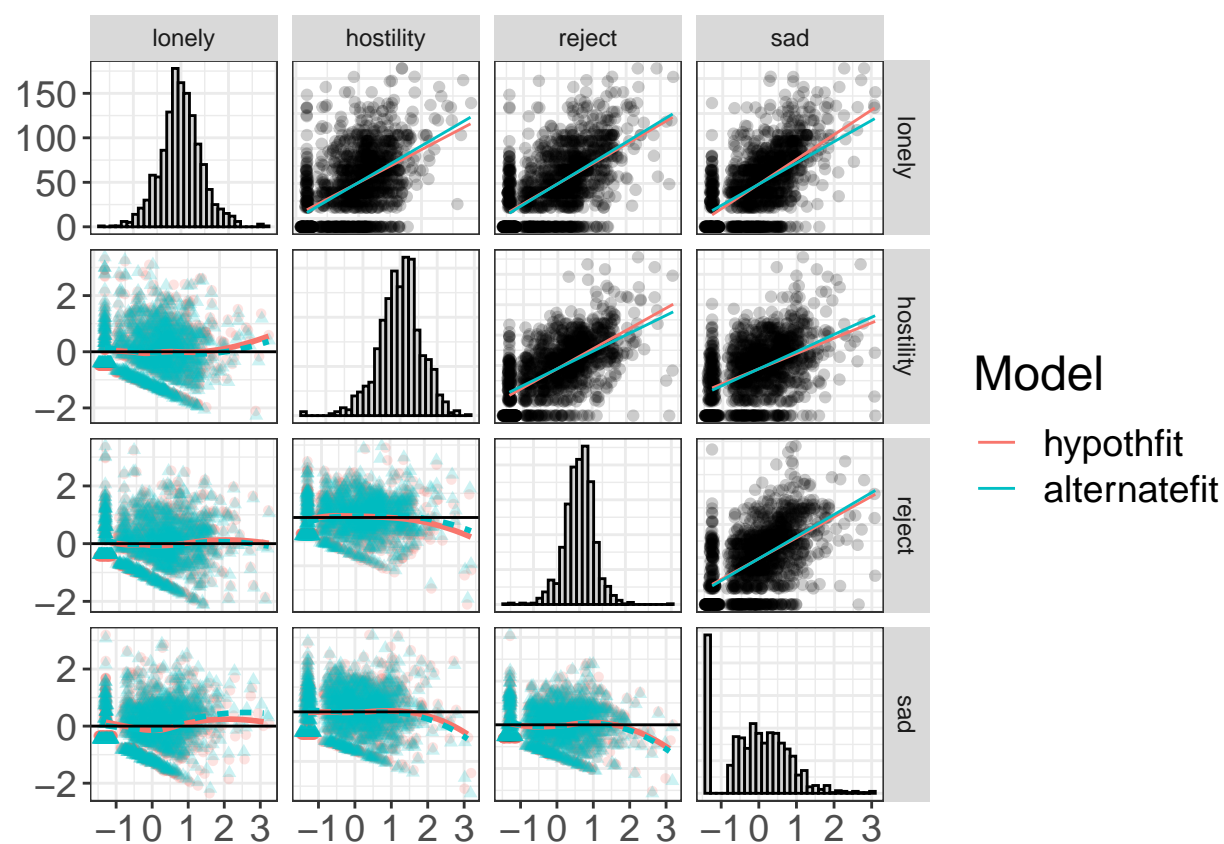 lonely hostility reject sad
150
100
50
0
lonely
2
0
−2
hostility
2
0
−2
reject
2
0
−2
sad
−1 0 1 2 3 −1 0 1 2 3 −1 0 1 2 3 −1 0 1 2 3
Model
hypothfit
alternatefit